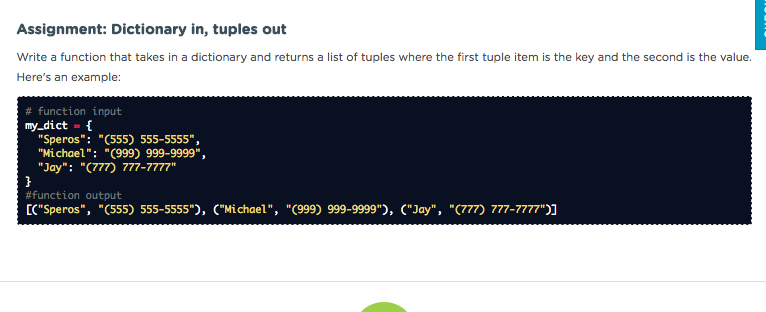 Assignment: Dictionary in, tuples out
Write a function that takes in a dictionary and returns a list of tuples where the first tuple item is the key and the second is the value.
Here's an example:
# function input
my_dict = {
"Speros": "(555) 555-5555",
"Michael": "(999) 999-9999",
"Jay": "(777) 777-7777"
}
#function output
[("Speros", "(555) 555-5555"), ("Michael", "(999) 999-9999"), ("Jay", "(777) 777-7777")]